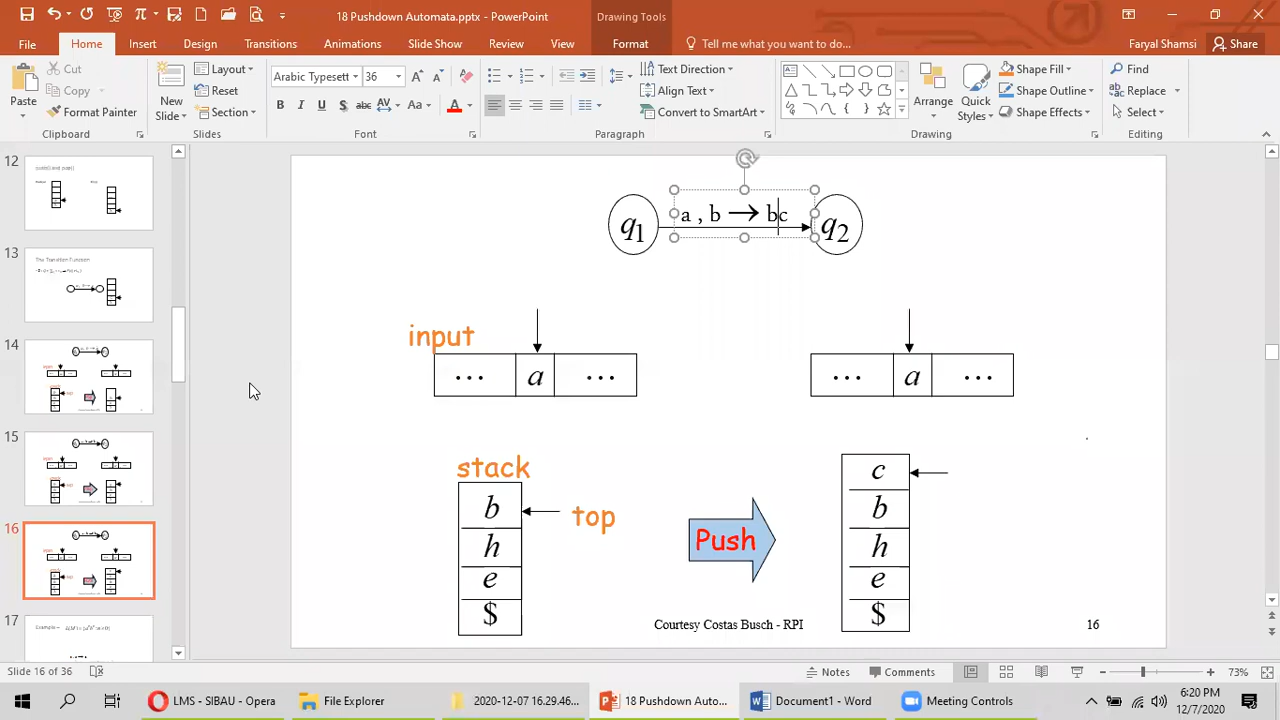 18 Pushdown Automata.pptx - PowerPoint
Drawing Tools
Faryal Shamsi
Share
File Home Insert Design Transitions Animations Slide Show Review View Format Tell me what you want to do...
Paste
Cut
Copy
Format Painter
Clipboard
New Slide
Layout
Reset
Section
Slides
Arabic Typesett 36
B I U S abc AV Aa A
Font
Text Direction
Align Text
Convert to SmartArt
Paragraph
Arrange
Quick Styles
Shape Fill
Shape Outline
Shape Effects
Drawing
Find
Replace
Select
Editing
12
13
The Transition Function
14
15
16
17
a , b → bc
q1 q2
input
... a ...
... a ...
stack
b
h
e
$
top
Push
c
b
h
e
$
Courtesy Costas Busch - RPI
16
Slide 16 of 36
Notes
Comments
73%
LMS - SIBAU - Opera
File Explorer
2020-12-07 16.29.46...
18 Pushdown Auto...
Document1 - Word
Meeting Controls
6:20 PM
12/7/2020